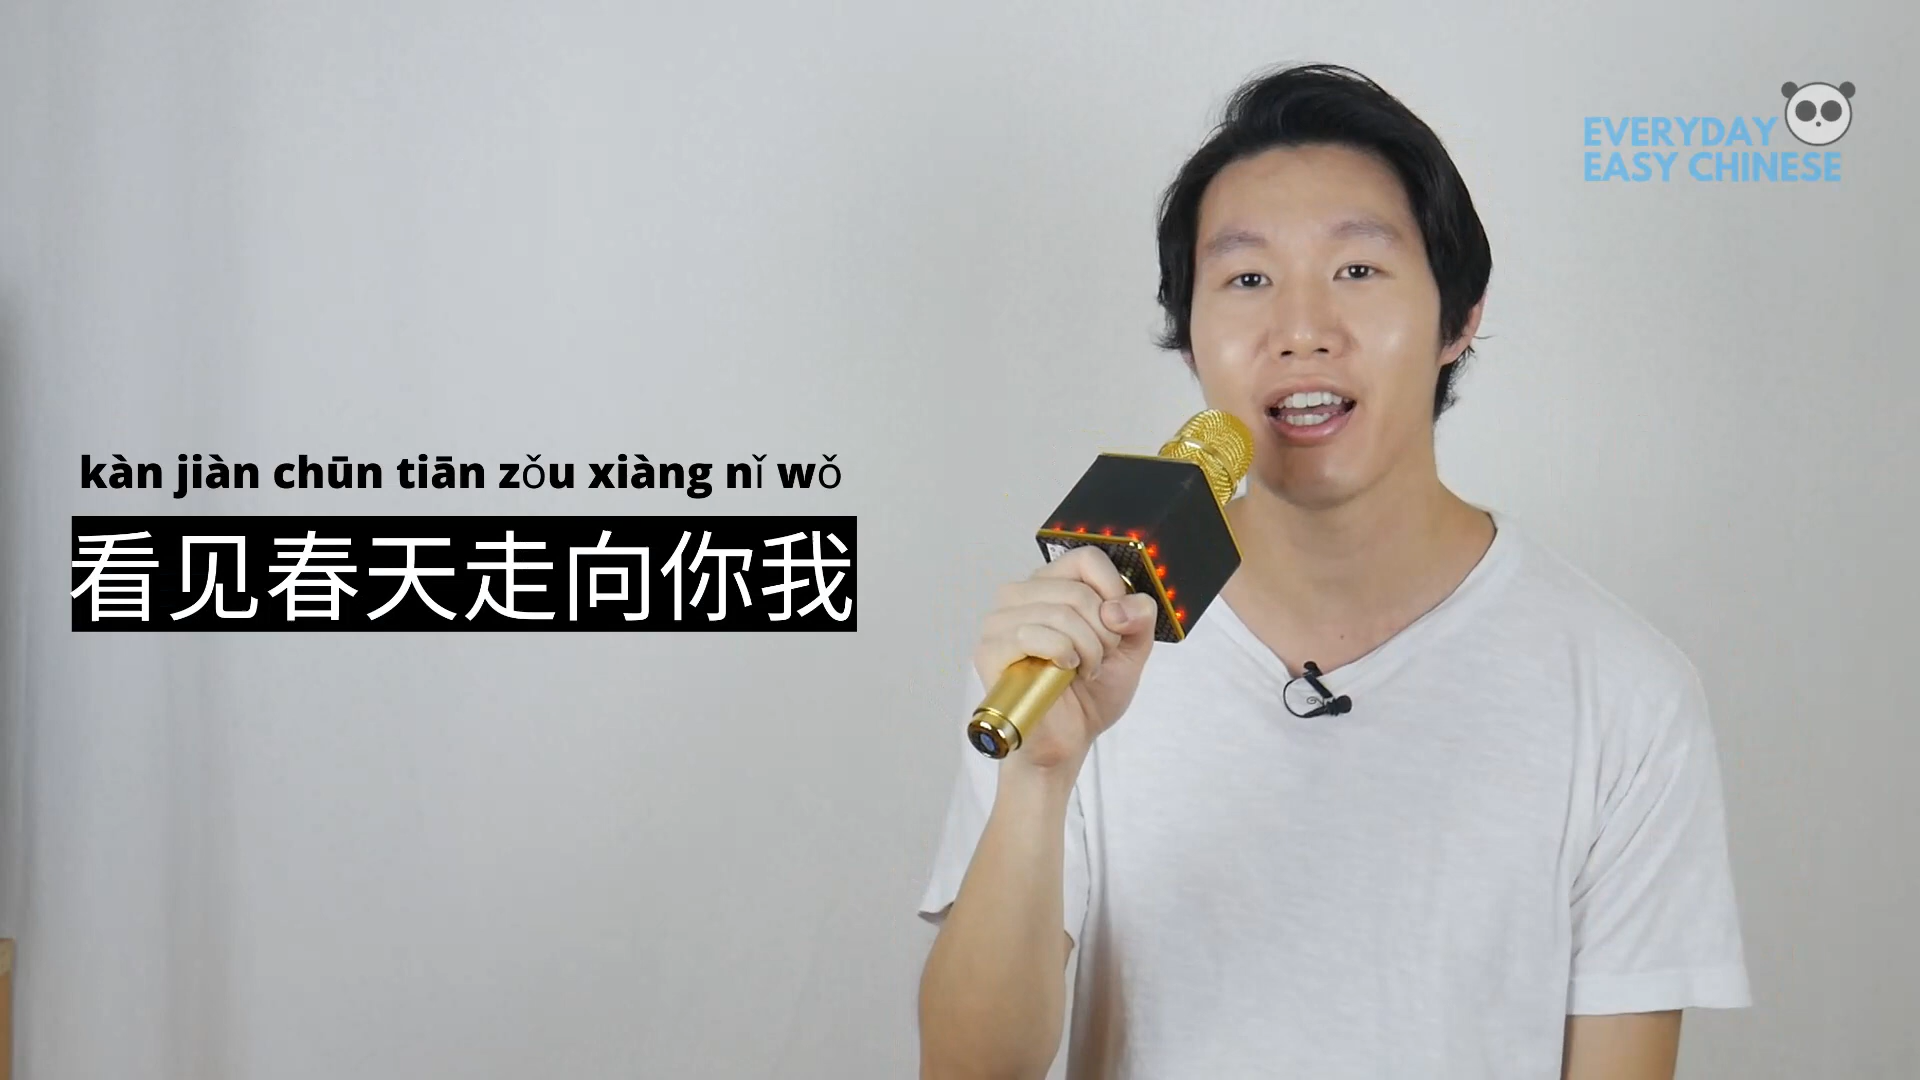 EVERYDAY
EASY CHINESE
kàn jiàn chūn tiān zǒu xiàng nǐ wǒ
看见春天走向你我